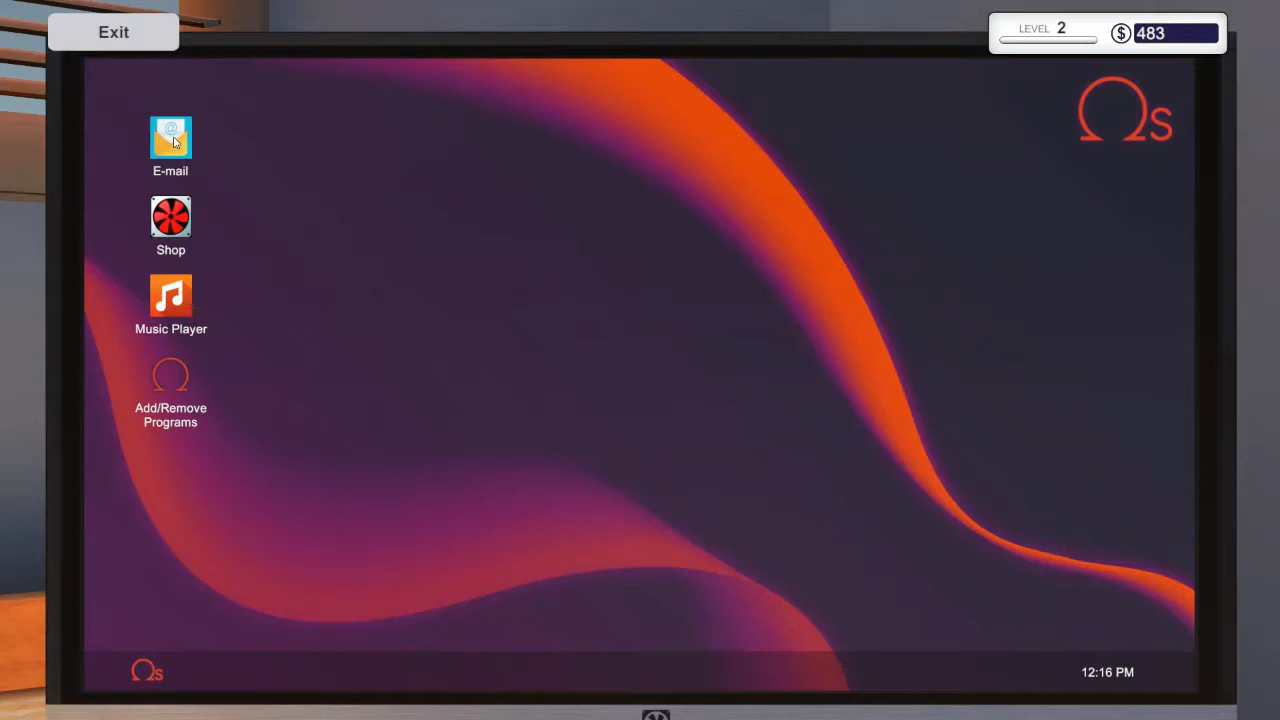 Exit
LEVEL 2
$ 483
Ωs
E-mail
Shop
Music Player
Add/Remove
Programs
Ωs
12:16 PM